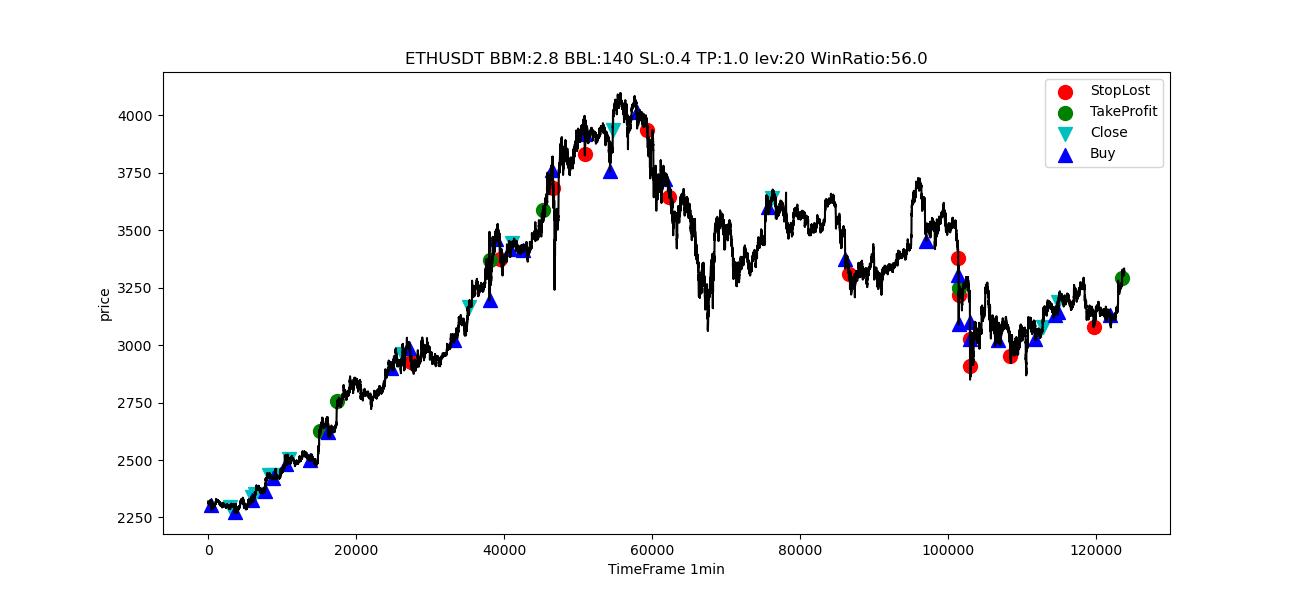 ETHUSDT BBM:2.8 BBL:140 SL:0.4 TP:1.0 lev:20 WinRatio:56.0
StopLost
TakeProfit
Close
Buy
price
4000
3750
3500
3250
3000
2750
2500
2250
0 20000 40000 60000 80000 100000 120000
TimeFrame 1min